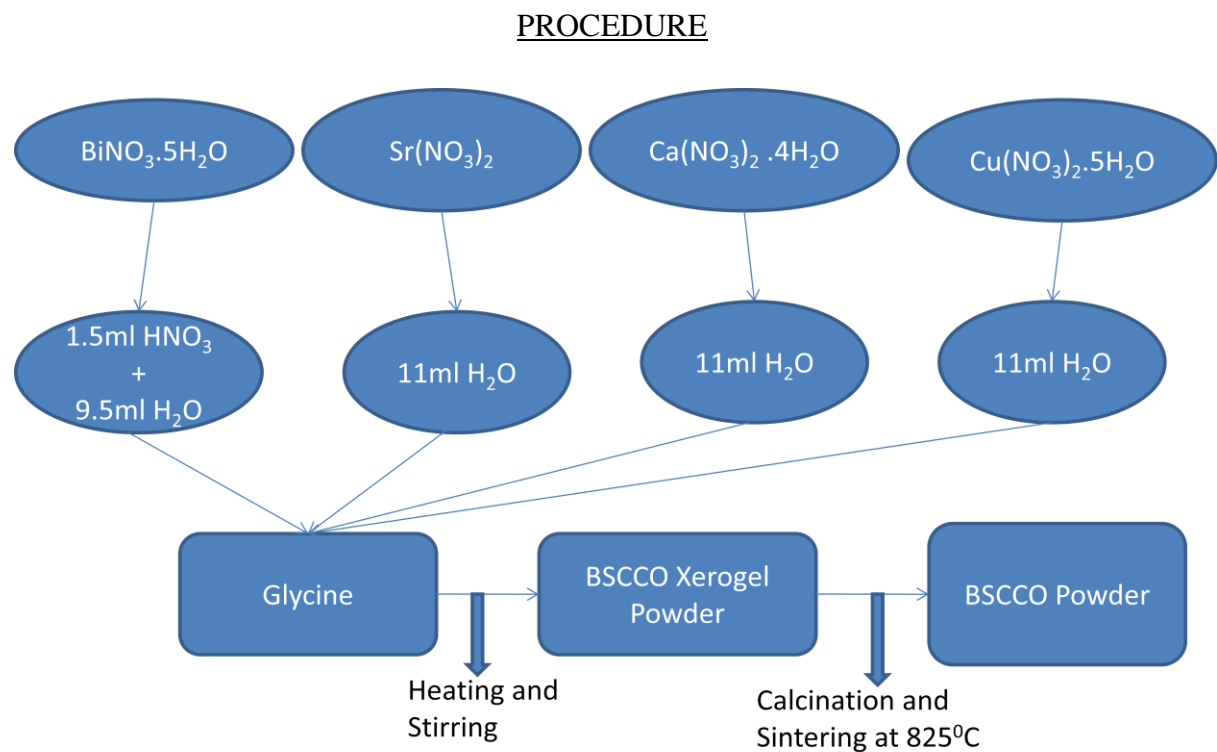 PROCEDURE
BiNO₃.5H₂O
Sr(NO₃)₂
Ca(NO₃)₂ .4H₂O
Cu(NO₃)₂.5H₂O
1.5ml HNO₃
+
9.5ml H₂O
11ml H₂O
11ml H₂O
11ml H₂O
Glycine
BSCCO Xerogel
Powder
BSCCO Powder
Heating and
Stirring
Calcination and
Sintering at 825⁰C